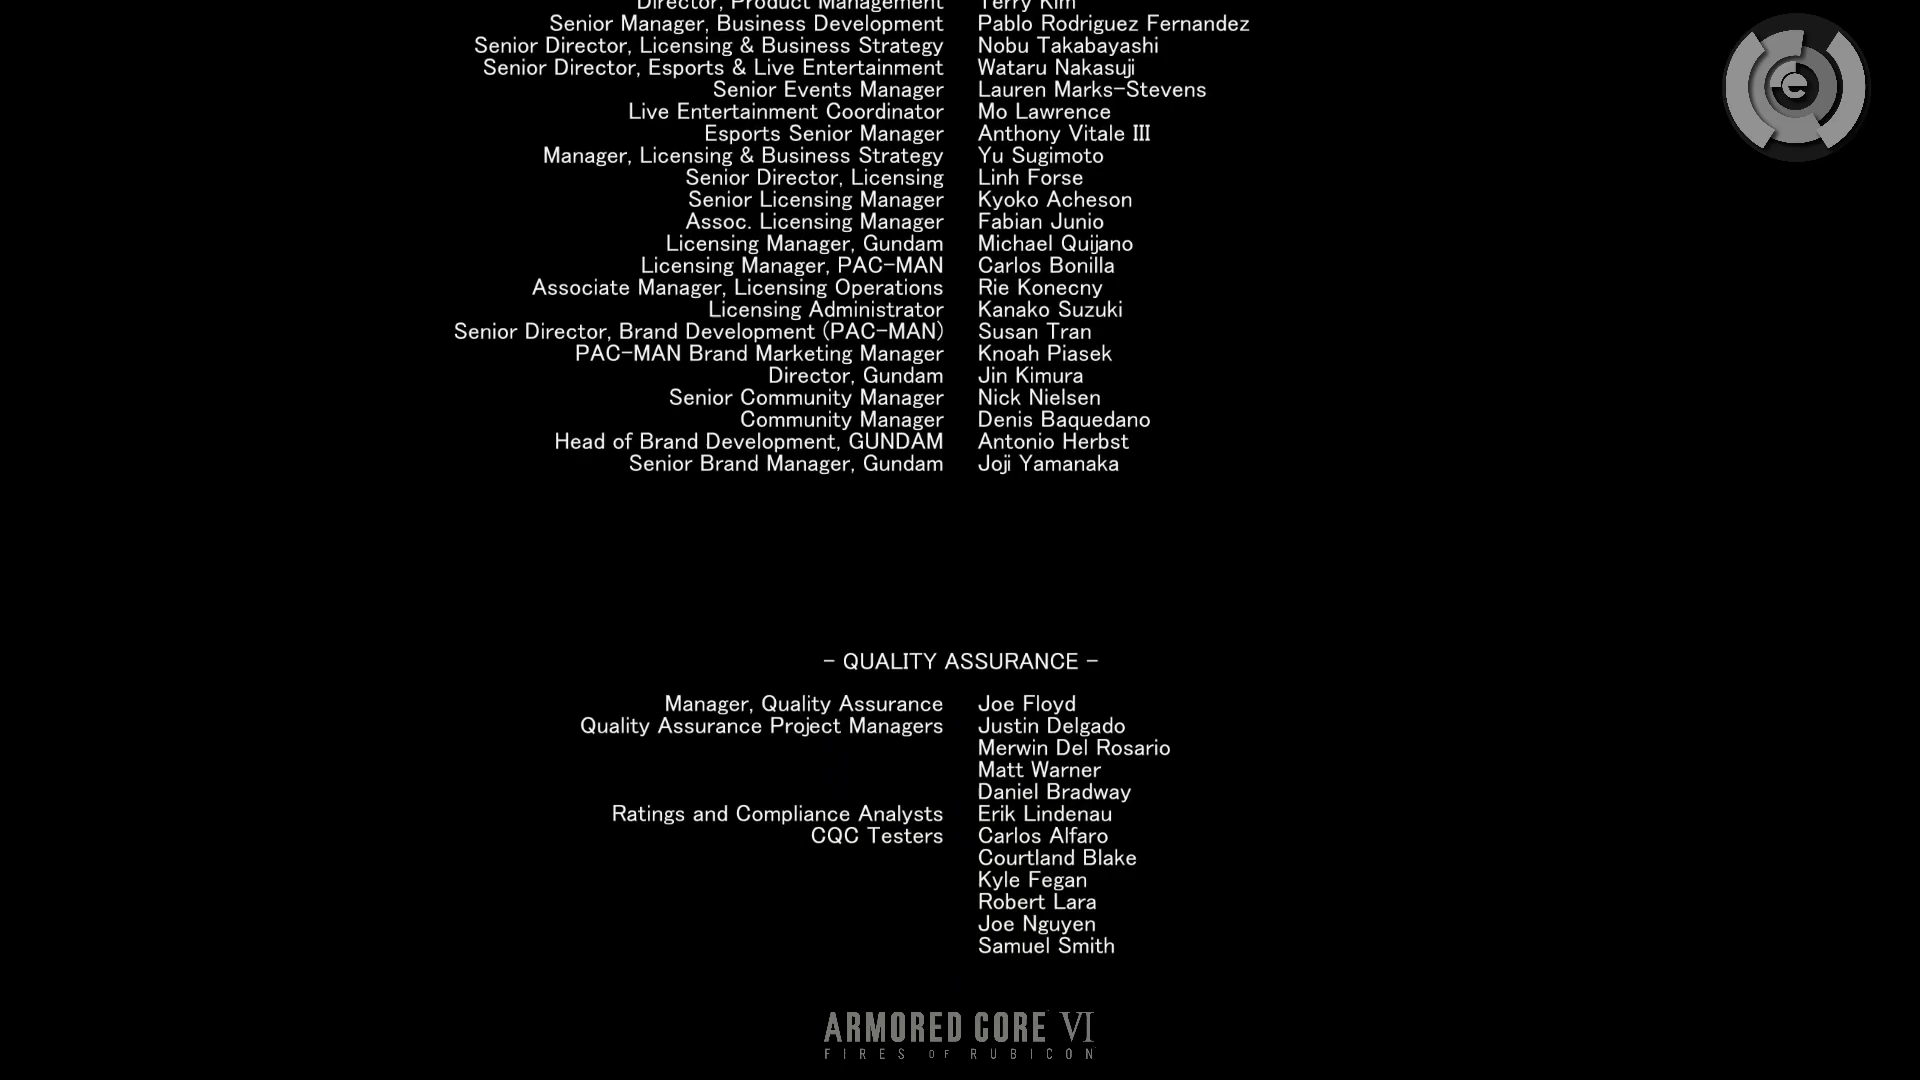 Director, Product Management Terry Kim
Senior Manager, Business Development Pablo Rodriguez Fernandez
Senior Director, Licensing & Business Strategy Nobu Takabayashi
Senior Director, Esports & Live Entertainment Wataru Nakasuji
Senior Events Manager Lauren Marks-Stevens
Live Entertainment Coordinator Mo Lawrence
Esports Senior Manager Anthony Vitale III
Manager, Licensing & Business Strategy Yu Sugimoto
Senior Director, Licensing Linh Forse
Senior Licensing Manager Kyoko Acheson
Assoc. Licensing Manager Fabian Junio
Licensing Manager, Gundam Michael Quijano
Licensing Manager, PAC-MAN Carlos Bonilla
Associate Manager, Licensing Operations Rie Konecny
Licensing Administrator Kanako Suzuki
Senior Director, Brand Development (PAC-MAN) Susan Tran
PAC-MAN Brand Marketing Manager Knoah Piasek
Director, Gundam Jin Kimura
Senior Community Manager Nick Nielsen
Community Manager Denis Baquedano
Head of Brand Development, GUNDAM Antonio Herbst
Senior Brand Manager, Gundam Joji Yamanaka
- QUALITY ASSURANCE -
Manager, Quality Assurance Joe Floyd
Quality Assurance Project Managers Justin Delgado
Merwin Del Rosario
Matt Warner
Daniel Bradway
Ratings and Compliance Analysts Erik Lindenau
CQC Testers Carlos Alfaro
Courtland Blake
Kyle Fegan
Robert Lara
Joe Nguyen
Samuel Smith
ARMORED CORE VI
FIRES OF RUBICON
e